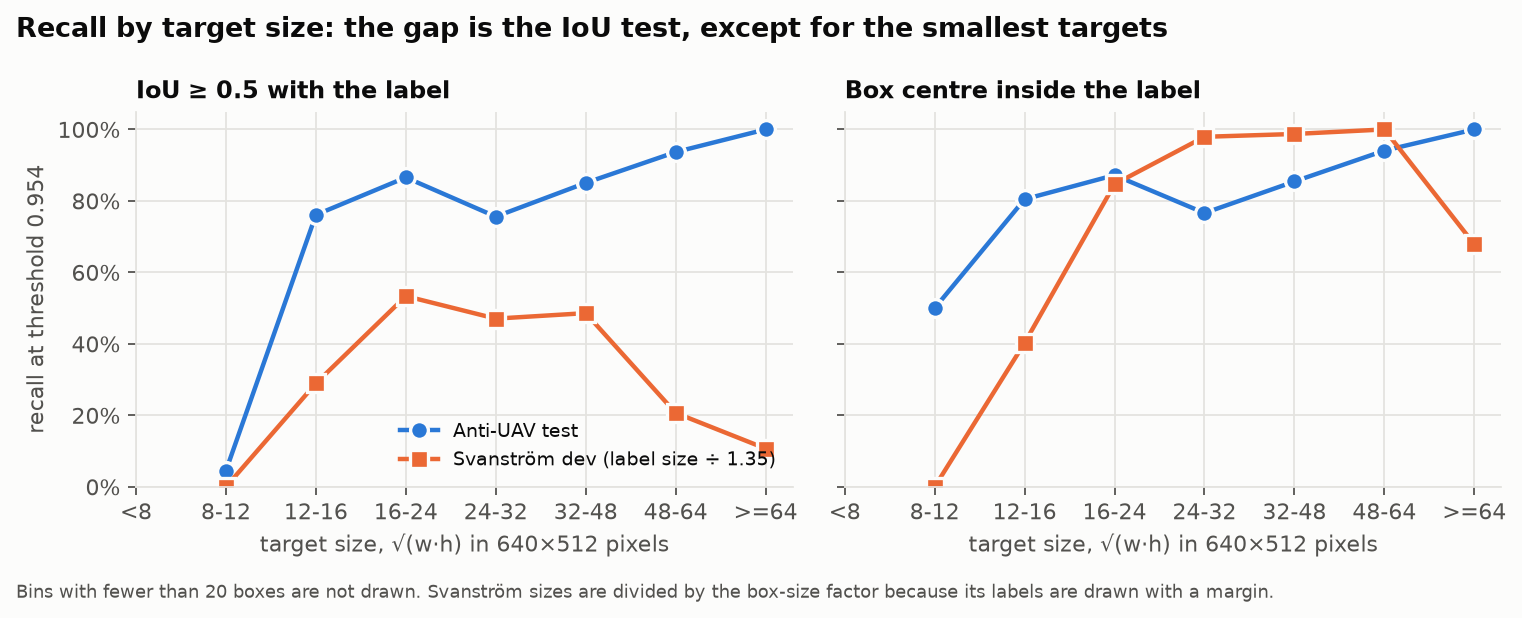 Recall by target size: the gap is the IoU test, except for the smallest targets
IoU ≥ 0.5 with the label
Box centre inside the label
recall at threshold 0.954
100%
80%
60%
40%
20%
0%
Anti-UAV test
Svanström dev (label size ÷ 1.35)
<8 8-12 12-16 16-24 24-32 32-48 48-64 >=64
<8 8-12 12-16 16-24 24-32 32-48 48-64 >=64
target size, √(w·h) in 640×512 pixels
target size, √(w·h) in 640×512 pixels
Bins with fewer than 20 boxes are not drawn. Svanström sizes are divided by the box-size factor because its labels are drawn with a margin.